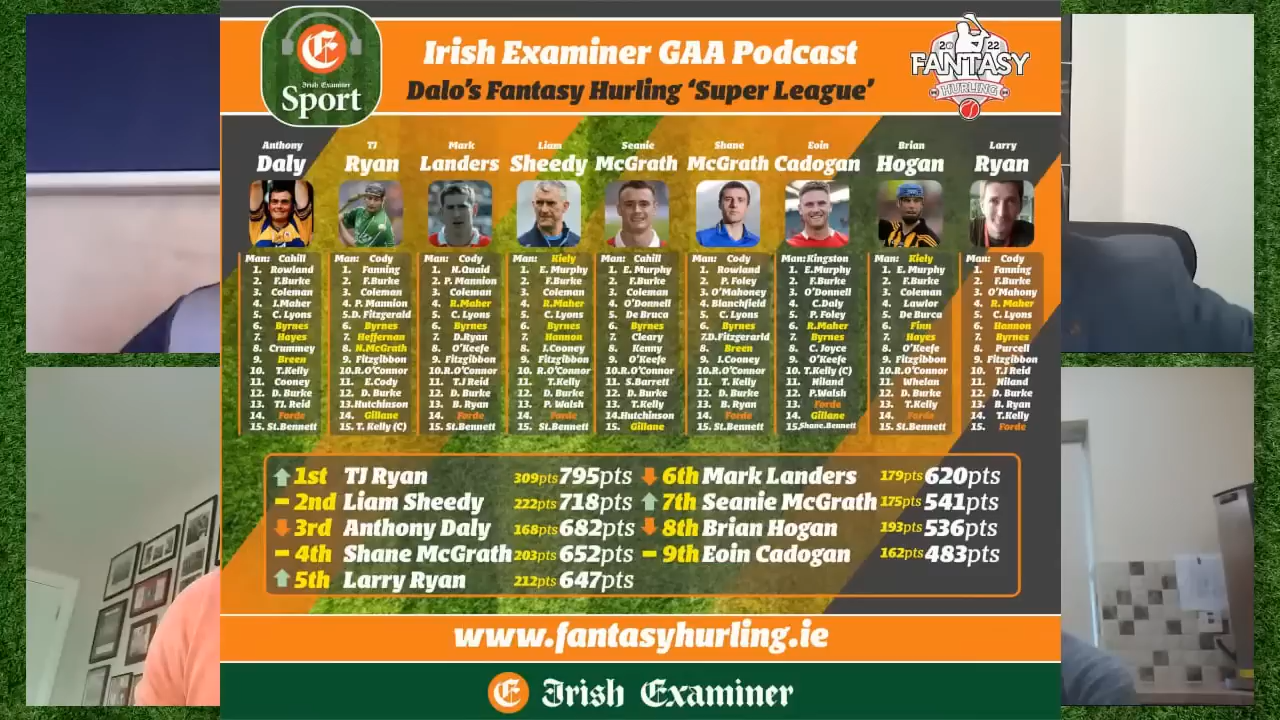 Irish Examiner
Sport
Irish Examiner GAA Podcast
Dalo's Fantasy Hurling 'Super League'
2022
FANTASY
HURLING
Anthony
Daly
TJ
Ryan
Mark
Landers
Liam
Sheedy
Seanie
McGrath
Shane
McGrath
Eoin
Cadogan
Brian
Hogan
Larry
Ryan
Man: Cahill
1. Rowland
2. F.Burke
3. Coleman
4. J.Maher
5. C. Lyons
6. Byrnes
7. Hayes
8. Crummey
9. Breen
10. T.Kelly
11. Cooney
12. D. Burke
13. TJ. Reid
14. Forde
15. St.Bennett
Man: Cody
1. Fanning
2. F.Burke
3. Coleman
4. P. Mannion
5.D. Fitzgerald
6. Byrnes
7. Heffernan
8. N.McGrath
9. Fitzgibbon
10.R.O'Connor
11. E.Cody
12. D. Burke
13.Hutchinson
14. Gillane
15. T. Kelly (C)
Man: Cody
1. N.Quaid
2. P. Mannion
3. Coleman
4. R.Maher
5. C. Lyons
6. Byrnes
7. D.Ryan
8. O'Keefe
9. Fitzgibbon
10.R.O'Connor
11. TJ Reid
12. D. Burke
13. B. Ryan
14. Forde
15. St.Bennett
Man: Kiely
1. E. Murphy
2. F.Burke
3. Coleman
4. R.Maher
5. C. Lyons
6. Byrnes
7. Hannon
8. J.Cooney
9. Fitzgibbon
10. R.O'Connor
11. T.Kelly
12. D. Burke
13. P. Walsh
14. Forde
15. St.Bennett
Man: Cahill
1. E. Murphy
2. F.Burke
3. Coleman
4. O'Donnell
5. De Bruca
6. Byrnes
7. Cleary
8. Kenny
9. O'Keefe
10.R.O'Connor
11. S.Barrett
12. D. Burke
13. T.Kelly
14.Hutchinson
15. Gillane
Man: Cody
1. Rowland
2. P. Foley
3. O'Mahoney
4. Blanchfield
5. C. Lyons
6. Byrnes
7.D.Fitzgerarld
8. Breen
9. J.Cooney
10. R.O'Connor
11. T. Kelly
12. D. Burke
13. B. Ryan
14. Forde
15. St.Bennett
Man:Kingston
1. E.Murphy
2. F.Burke
3. O'Donnell
4. C.Daly
5. P. Foley
6. R.Maher
7. Byrnes
8. C. Joyce
9. O'Keefe
10. T.Kelly (C)
11. Niland
12. P.Walsh
13. Forde
14. Gillane
15.Shane.Bennett
Man: Kiely
1. E.Murphy
2. F.Burke
3. Coleman
4. Lawlor
5. De Burca
6. Finn
7. Hayes
8. O'Keefe
9. Fitzgibbon
10.R.O'Connor
11. Whelan
12. D. Burke
13. T.Kelly
14. Forde
15. St.Bennett
Man: Cody
1. Fanning
2. F.Burke
3. O'Mahony
4. R. Maher
5. C. Lyons
6. Hannon
7. Byrnes
8. Purcell
9. Fitzgibbon
10. TJ Reid
11. Niland
12. D. Burke
13. B. Ryan
14. T.Kelly
15. Forde
1st TJ Ryan 309pts 795pts
2nd Liam Sheedy 222pts 718pts
3rd Anthony Daly 168pts 682pts
4th Shane McGrath 203pts 652pts
5th Larry Ryan 212pts 647pts
6th Mark Landers 179pts 620pts
7th Seanie McGrath 175pts 541pts
8th Brian Hogan 193pts 536pts
9th Eoin Cadogan 162pts 483pts
www.fantasyhurling.ie
Irish Examiner